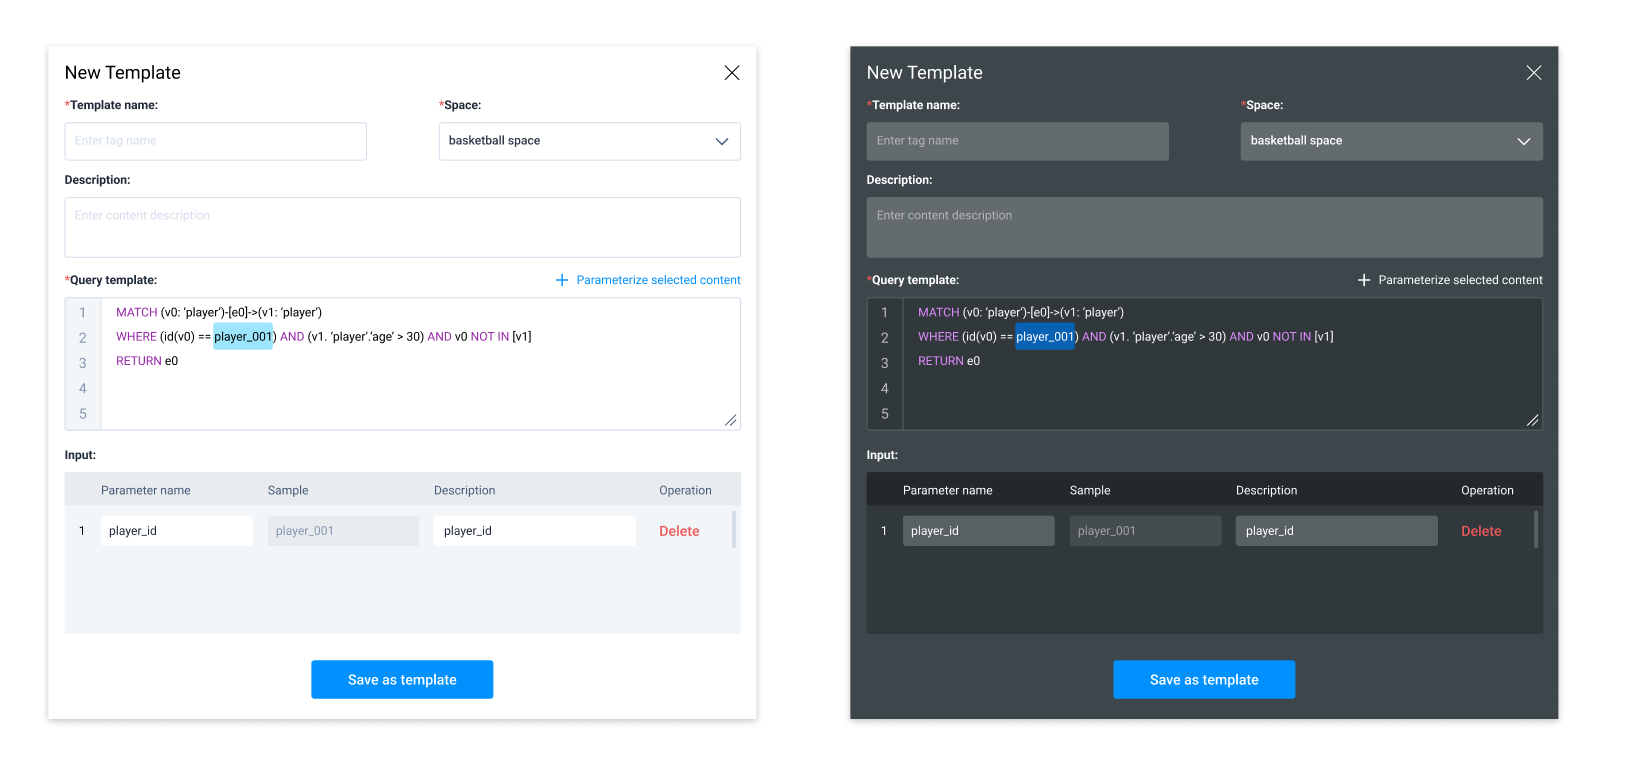 New Template
*Template name:
*Space:
Enter tag name
basketball space
Description:
Enter content description
*Query template:
Parameterize selected content
1 MATCH (v0: ‘player’)-[e0]->(v1: ‘player’)
2 WHERE (id(v0) == player_001) AND (v1. ‘player’.’age’ > 30) AND v0 NOT IN [v1]
3 RETURN e0
4
5
Input:
Parameter name Sample Description Operation
1 player_id player_001 player_id Delete
Save as template
New Template
*Template name:
*Space:
Enter tag name
basketball space
Description:
Enter content description
*Query template:
Parameterize selected content
1 MATCH (v0: ‘player’)-[e0]->(v1: ‘player’)
2 WHERE (id(v0) == player_001) AND (v1. ‘player’.’age’ > 30) AND v0 NOT IN [v1]
3 RETURN e0
4
5
Input:
Parameter name Sample Description Operation
1 player_id player_001 player_id Delete
Save as template